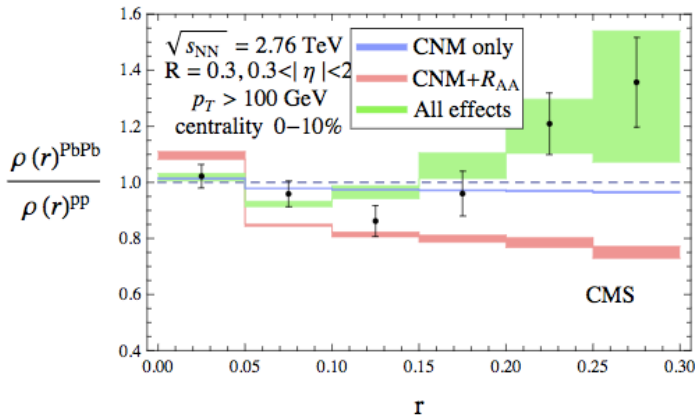 √s_NN = 2.76 TeV
R = 0.3, 0.3<| η |<2
p_T > 100 GeV
centrality 0−10%
CNM only
CNM+R_AA
All effects
ρ (r)^PbPb
ρ (r)^pp
CMS
1.6
1.4
1.2
1.0
0.8
0.6
0.4
0.00 0.05 0.10 0.15 0.20 0.25 0.30
r